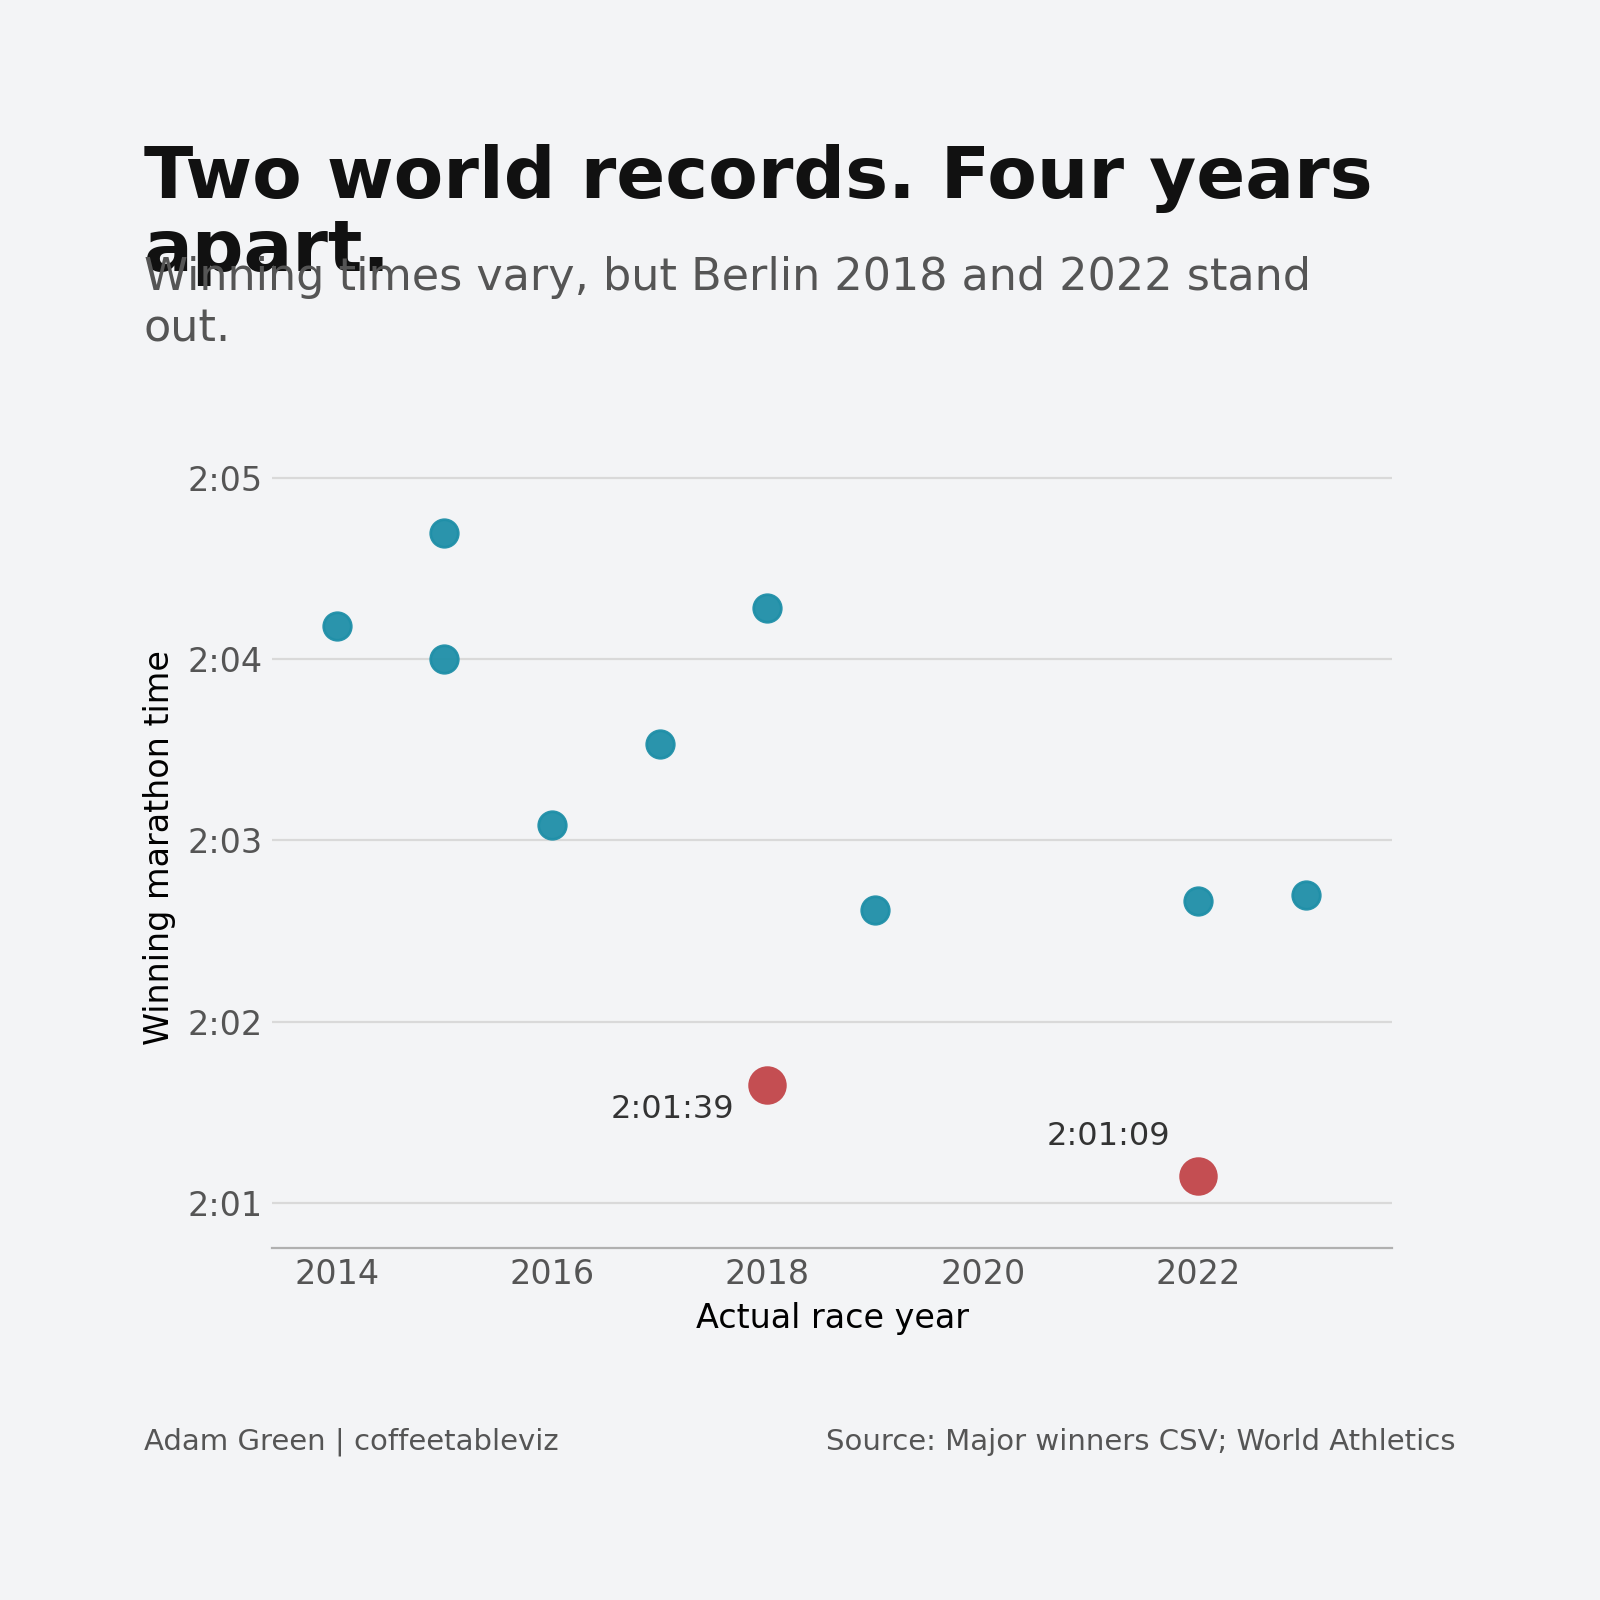 Two world records. Four years
apart.
Winning times vary, but Berlin 2018 and 2022 stand
out.
2:05
2:04
2:03
2:02
2:01
Winning marathon time
2:01:39
2:01:09
2014
2016
2018
2020
2022
Actual race year
Adam Green | coffeetableviz
Source: Major winners CSV; World Athletics